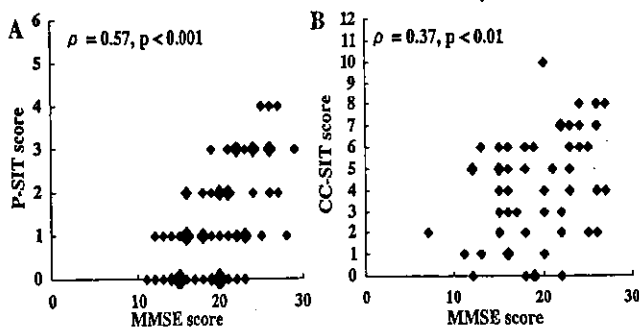 A
ρ = 0.57, p < 0.001
P-SIT score
6
5
4
3
2
1
0
0 10 20 30
MMSE score
B
ρ = 0.37, p < 0.01
CC-SIT score
12
11
10
9
8
7
6
5
4
3
2
1
0
0 10 20 30
MMSE score